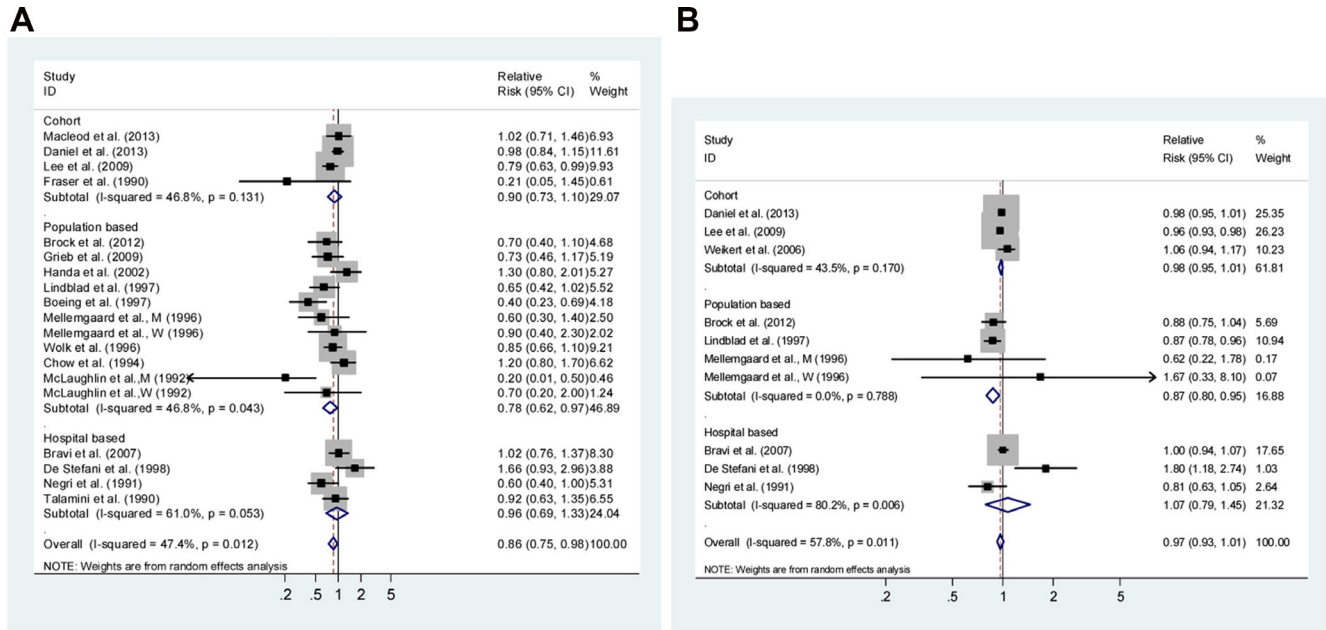 A
Study Relative %
ID Risk (95% CI) Weight
Cohort
Macleod et al. (2013) 1.02 (0.71, 1.46)6.93
Daniel et al. (2013) 0.98 (0.84, 1.15)11.61
Lee et al. (2009) 0.79 (0.63, 0.99)9.93
Fraser et al. (1990) 0.21 (0.05, 1.45)0.61
Subtotal (I-squared = 46.8%, p = 0.131) 0.90 (0.73, 1.10)29.07
.
Population based
Brock et al. (2012) 0.70 (0.40, 1.10)4.68
Grieb et al. (2009) 0.73 (0.46, 1.17)5.19
Handa et al. (2002) 1.30 (0.80, 2.01)5.27
Lindblad et al. (1997) 0.65 (0.42, 1.02)5.52
Boeing et al. (1997) 0.40 (0.23, 0.69)4.18
Mellemgaard et al., M (1996) 0.60 (0.30, 1.40)2.50
Mellemgaard et al., W (1996) 0.90 (0.40, 2.30)2.02
Wolk et al. (1996) 0.85 (0.66, 1.10)9.21
Chow et al. (1994) 1.20 (0.80, 1.70)6.62
McLaughlin et al.,M (1992) 0.20 (0.01, 0.50)0.46
McLaughlin et al.,W (1992) 0.70 (0.20, 2.00)1.24
Subtotal (I-squared = 46.8%, p = 0.043) 0.78 (0.62, 0.97)46.89
.
Hospital based
Bravi et al. (2007) 1.02 (0.76, 1.37)8.30
De Stefani et al. (1998) 1.66 (0.93, 2.96)3.88
Negri et al. (1991) 0.60 (0.40, 1.00)5.31
Talamini et al. (1990) 0.92 (0.63, 1.35)6.55
Subtotal (I-squared = 61.0%, p = 0.053) 0.96 (0.69, 1.33)24.04
.
Overall (I-squared = 47.4%, p = 0.012) 0.86 (0.75, 0.98)100.00
NOTE: Weights are from random effects analysis
.2 .5 1 2 5
B
Study Relative %
ID Risk (95% CI) Weight
Cohort
Daniel et al. (2013) 0.98 (0.95, 1.01) 25.35
Lee et al. (2009) 0.96 (0.93, 0.98) 26.23
Weikert et al. (2006) 1.06 (0.94, 1.17) 10.23
Subtotal (I-squared = 43.5%, p = 0.170) 0.98 (0.95, 1.01) 61.81
.
Population based
Brock et al. (2012) 0.88 (0.75, 1.04) 5.69
Lindblad et al. (1997) 0.87 (0.78, 0.96) 10.94
Mellemgaard et al., M (1996) 0.62 (0.22, 1.78) 0.17
Mellemgaard et al., W (1996) 1.67 (0.33, 8.10) 0.07
Subtotal (I-squared = 0.0%, p = 0.788) 0.87 (0.80, 0.95) 16.88
.
Hospital based
Bravi et al. (2007) 1.00 (0.94, 1.07) 17.65
De Stefani et al. (1998) 1.80 (1.18, 2.74) 1.03
Negri et al. (1991) 0.81 (0.63, 1.05) 2.64
Subtotal (I-squared = 80.2%, p = 0.006) 1.07 (0.79, 1.45) 21.32
.
Overall (I-squared = 57.8%, p = 0.011) 0.97 (0.93, 1.01) 100.00
NOTE: Weights are from random effects analysis
.2 .5 1 2 5